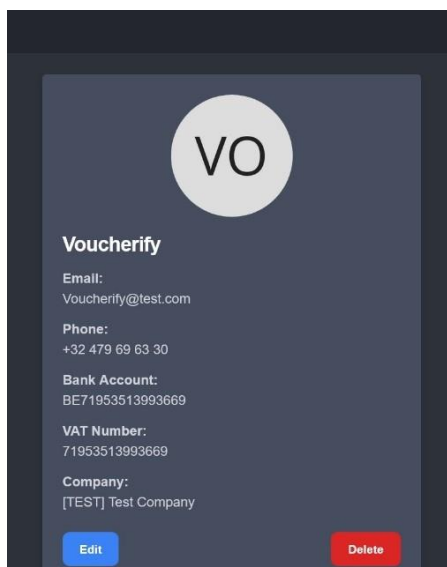 VO
Voucherify
Email:
Voucherify@test.com
Phone:
+32 479 69 63 30
Bank Account:
BE71953513993669
VAT Number:
71953513993669
Company:
[TEST] Test Company
Edit
Delete